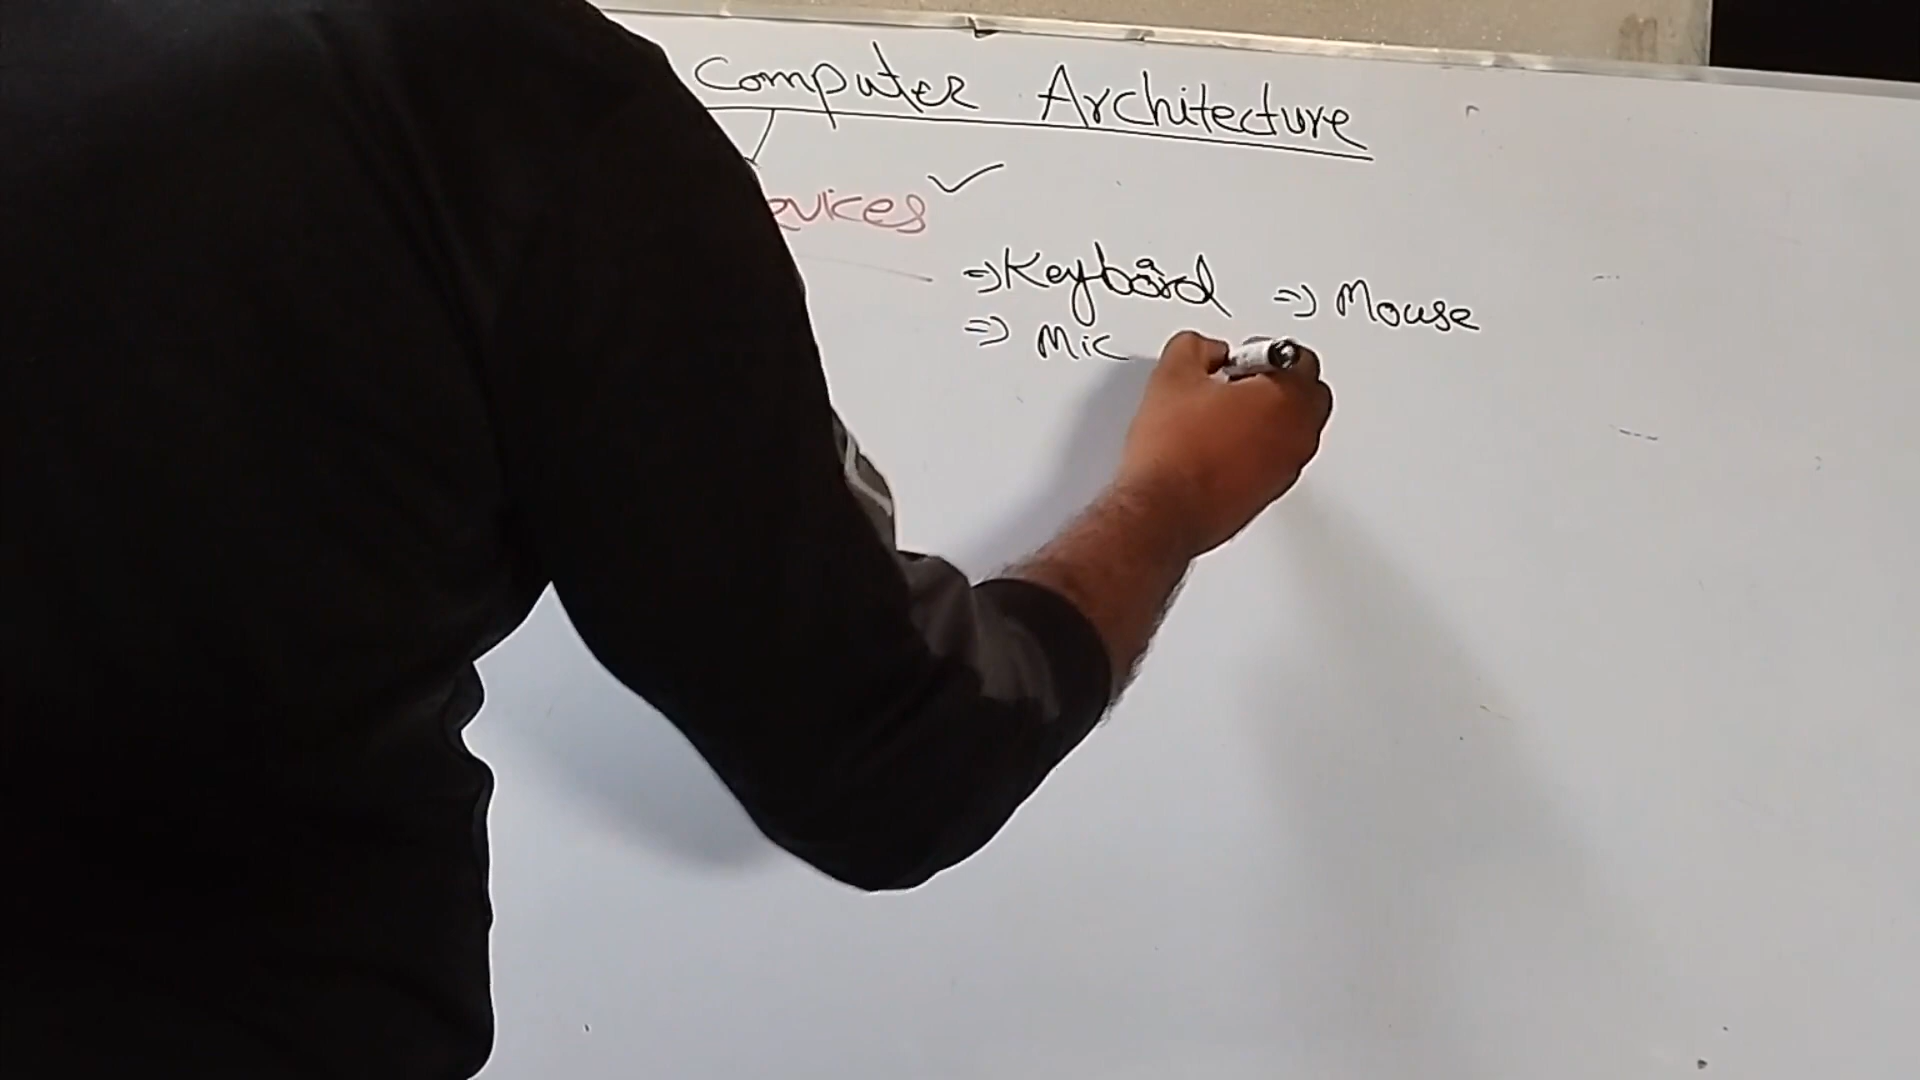 Computer Architecture
evices ✓
=> Keyboard => Mouse
=> Mic